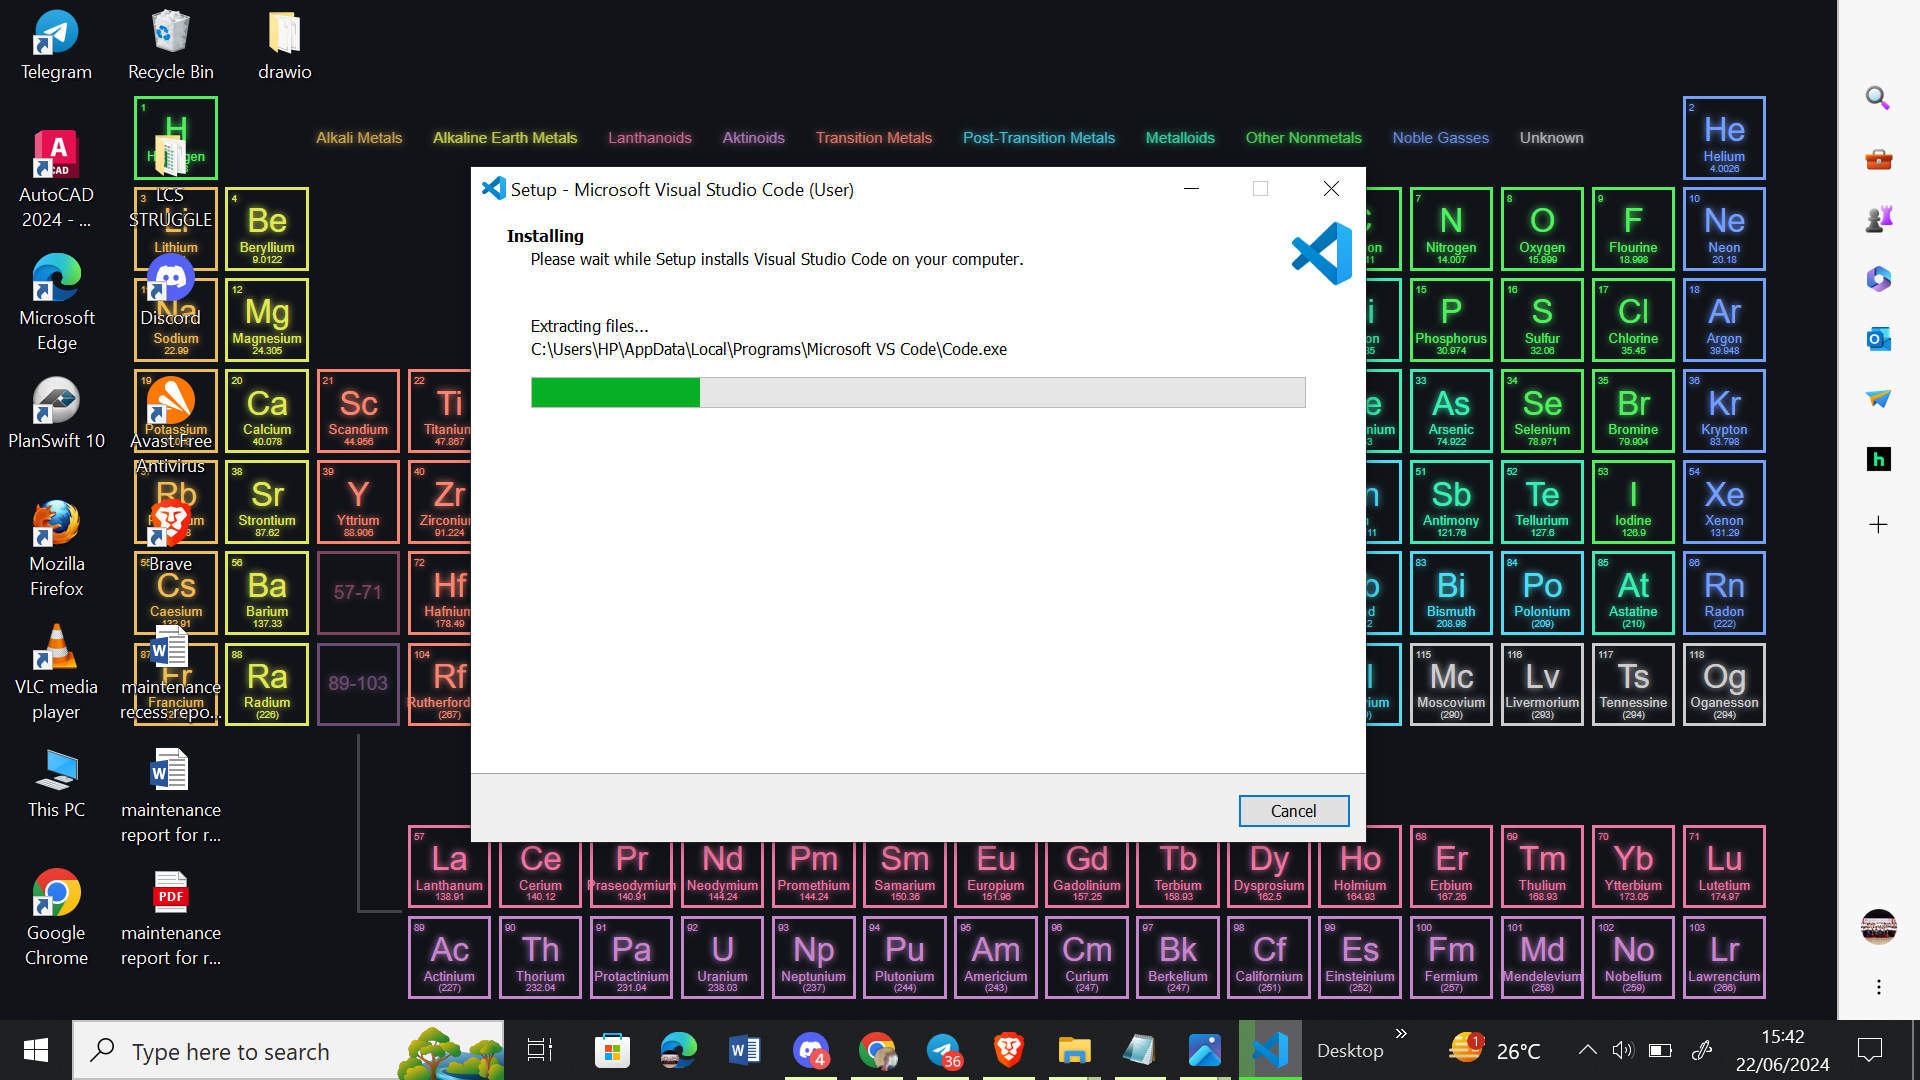 Telegram
Recycle Bin
drawio
AutoCAD
2024 - ...
LCS
STRUGGLE
Microsoft
Edge
Discord
PlanSwift 10
Avast Free
Antivirus
Mozilla
Firefox
Brave
VLC media
player
maintenance
recess repo...
This PC
maintenance
report for r...
Google
Chrome
PDF
maintenance
report for r...
Alkali Metals Alkaline Earth Metals Lanthanoids Aktinoids Transition Metals Post-Transition Metals Metalloids Other Nonmetals Noble Gasses Unknown
Setup - Microsoft Visual Studio Code (User)
Installing
Please wait while Setup installs Visual Studio Code on your computer.
Extracting files...
C:\Users\HP\AppData\Local\Programs\Microsoft VS Code\Code.exe
Cancel
1 2
H He
Helium
4.0026
3 4 7 8 9 10
Li Be N O F Ne
Lithium Beryllium Nitrogen Oxygen Flourine Neon
9.0122 14.007 15.999 18.998 20.18
12 15 16 17 18
Na Mg P S Cl Ar
Sodium Magnesium Phosphorus Sulfur Chlorine Argon
22.99 24.305 30.974 32.06 35.45 39.948
19 20 21 22 33 34 35 36
Ca Sc Ti As Se Br Kr
Potassium Calcium Scandium Arsenic Selenium Bromine Krypton
40.078 44.956 47.867 74.922 78.971 79.904 83.798
38 39 40 51 52 53 54
Rb Sr Y Zr Sb Te I Xe
Strontium Yttrium Antimony Tellurium Iodine Xenon
87.62 88.906 91.224 121.76 127.6 126.9 131.29
55 56 72 83 84 85 86
Cs Ba 57-71 Hf Bi Po At Rn
Caesium Barium Bismuth Polonium Astatine Radon
132.91 137.33 178.49 208.98 (209) (210) (222)
87 88 104 115 116 117 118
Fr Ra 89-103 Rf Mc Lv Ts Og
Francium Radium Rutherford Moscovium Livermorium Tennessine Oganesson
(226) (267) (290) (293) (294) (294)
57 68 69 70 71
La Ce Pr Nd Pm Sm Eu Gd Tb Dy Ho Er Tm Yb Lu
Lanthanum Cerium Praseodymium Neodymium Promethium Samarium Europium Gadolinium Terbium Dysprosium Holmium Erbium Thulium Ytterbium Lutetium
138.91 140.12 140.91 144.24 144.24 150.36 151.96 157.25 158.93 162.5 164.93 167.26 168.93 173.05 174.97
89 90 91 92 93 94 95 96 97 98 99 100 101 102 103
Ac Th Pa U Np Pu Am Cm Bk Cf Es Fm Md No Lr
Actinium Thorium Protactinium Uranium Neptunium Plutonium Americium Curium Berkelium Californium Einsteinium Fermium Mendelevium Nobelium Lawrencium
(227) 232.04 231.04 238.03 (237) (244) (243) (247) (247) (251) (252) (257) (258) (259) (266)
Type here to search
4
36
Desktop
1
26°C
15:42
22/06/2024